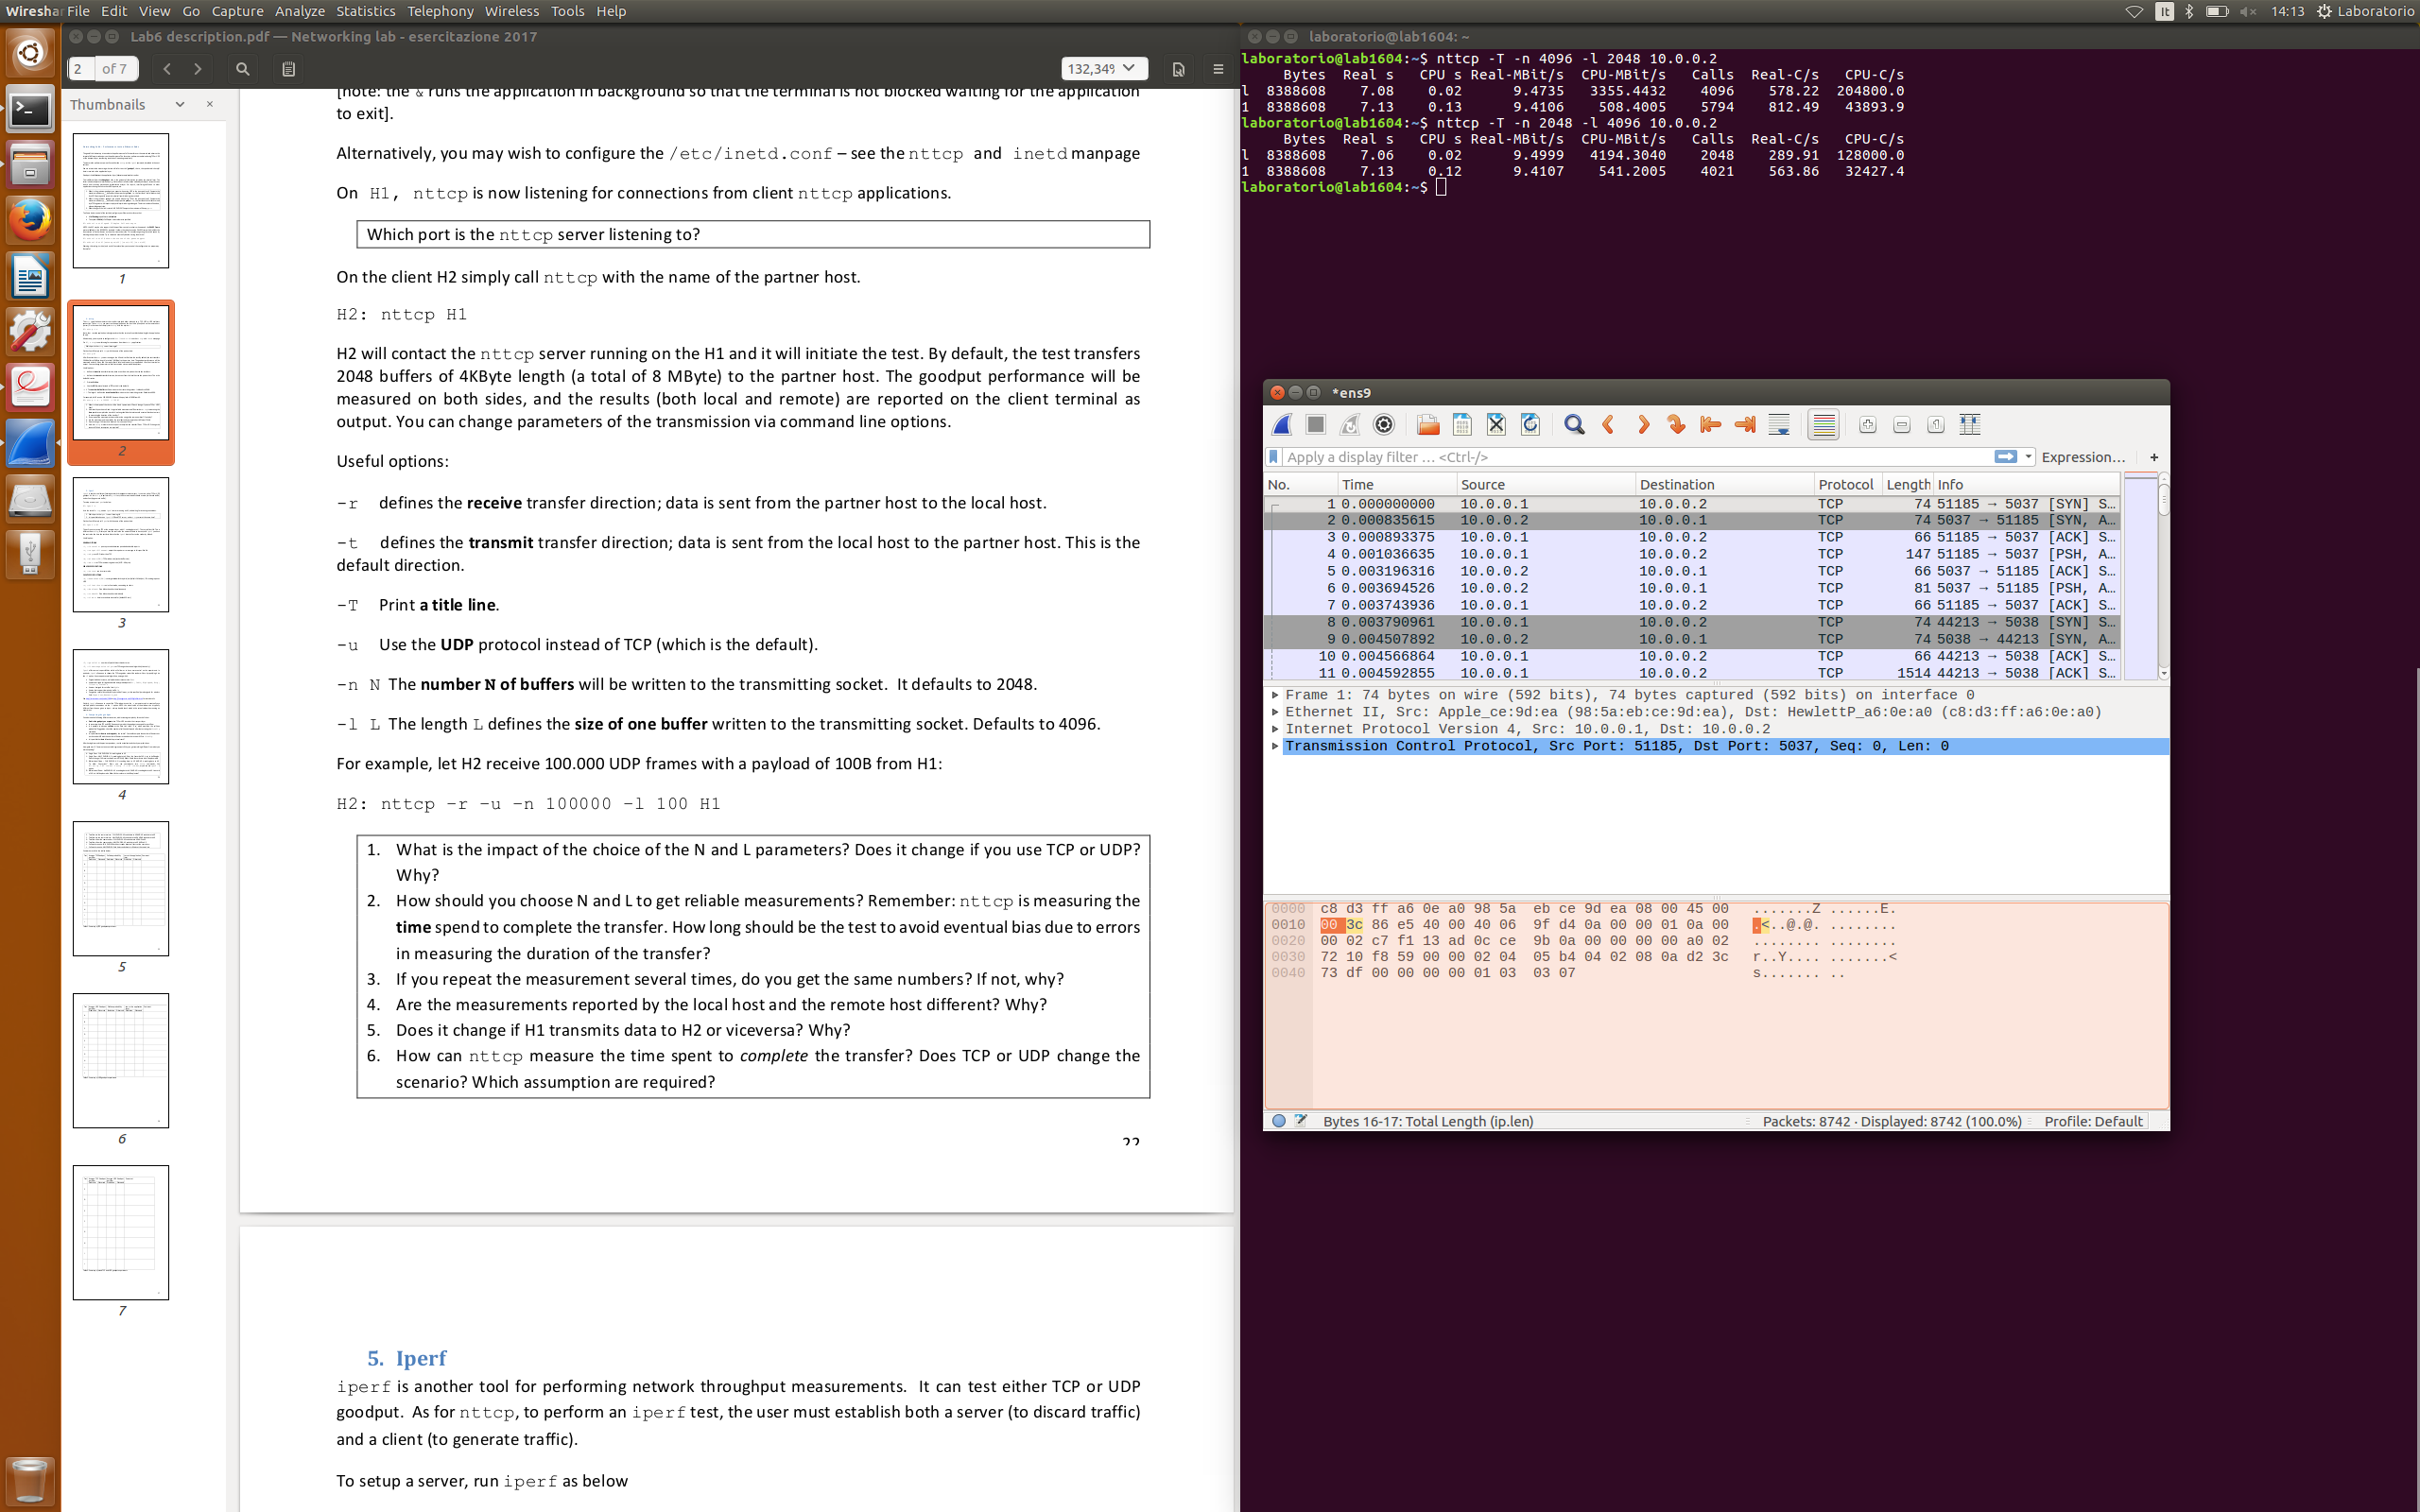 Wiresha File Edit View Go Capture Analyze Statistics Telephony Wireless Tools Help
It 14:13 Laboratorio
Lab6 description.pdf — Networking lab - esercitazione 2017
2 of 7
132,34%
Thumbnails
1
2
3
4
5
6
7
[note: the & runs the application in background so that the terminal is not blocked waiting for the application
to exit].
Alternatively, you may wish to configure the /etc/inetd.conf – see the nttcp and inetd manpage
On H1, nttcp is now listening for connections from client nttcp applications.
Which port is the nttcp server listening to?
On the client H2 simply call nttcp with the name of the partner host.
H2: nttcp H1
H2 will contact the nttcp server running on the H1 and it will initiate the test. By default, the test transfers
2048 buffers of 4KByte length (a total of 8 MByte) to the partner host. The goodput performance will be
measured on both sides, and the results (both local and remote) are reported on the client terminal as
output. You can change parameters of the transmission via command line options.
Useful options:
-r defines the receive transfer direction; data is sent from the partner host to the local host.
-t defines the transmit transfer direction; data is sent from the local host to the partner host. This is the
default direction.
-T Print a title line.
-u Use the UDP protocol instead of TCP (which is the default).
-n N The number N of buffers will be written to the transmitting socket. It defaults to 2048.
-l L The length L defines the size of one buffer written to the transmitting socket. Defaults to 4096.
For example, let H2 receive 100.000 UDP frames with a payload of 100B from H1:
H2: nttcp –r –u –n 100000 –l 100 H1
1. What is the impact of the choice of the N and L parameters? Does it change if you use TCP or UDP?
Why?
2. How should you choose N and L to get reliable measurements? Remember: nttcp is measuring the
time spend to complete the transfer. How long should be the test to avoid eventual bias due to errors
in measuring the duration of the transfer?
3. If you repeat the measurement several times, do you get the same numbers? If not, why?
4. Are the measurements reported by the local host and the remote host different? Why?
5. Does it change if H1 transmits data to H2 or viceversa? Why?
6. How can nttcp measure the time spent to complete the transfer? Does TCP or UDP change the
scenario? Which assumption are required?
22
5. Iperf
iperf is another tool for performing network throughput measurements. It can test either TCP or UDP
goodput. As for nttcp, to perform an iperf test, the user must establish both a server (to discard traffic)
and a client (to generate traffic).
To setup a server, run iperf as below
laboratorio@lab1604: ~
laboratorio@lab1604:~$ nttcp -T -n 4096 -l 2048 10.0.0.2
Bytes Real s CPU s Real-MBit/s CPU-MBit/s Calls Real-C/s CPU-C/s
l 8388608 7.08 0.02 9.4735 3355.4432 4096 578.22 204800.0
1 8388608 7.13 0.13 9.4106 508.4005 5794 812.49 43893.9
laboratorio@lab1604:~$ nttcp -T -n 2048 -l 4096 10.0.0.2
Bytes Real s CPU s Real-MBit/s CPU-MBit/s Calls Real-C/s CPU-C/s
l 8388608 7.06 0.02 9.4999 4194.3040 2048 289.91 128000.0
1 8388608 7.13 0.12 9.4107 541.2005 4021 563.86 32427.4
laboratorio@lab1604:~$
*ens9
Apply a display filter ... <Ctrl-/>
Expression... +
No. Time Source Destination Protocol Length Info
1 0.000000000 10.0.0.1 10.0.0.2 TCP 74 51185 → 5037 [SYN] S...
2 0.000835615 10.0.0.2 10.0.0.1 TCP 74 5037 → 51185 [SYN, A...
3 0.000893375 10.0.0.1 10.0.0.2 TCP 66 51185 → 5037 [ACK] S...
4 0.001036635 10.0.0.1 10.0.0.2 TCP 147 51185 → 5037 [PSH, A...
5 0.003196316 10.0.0.2 10.0.0.1 TCP 66 5037 → 51185 [ACK] S...
6 0.003694526 10.0.0.2 10.0.0.1 TCP 81 5037 → 51185 [PSH, A...
7 0.003743936 10.0.0.1 10.0.0.2 TCP 66 51185 → 5037 [ACK] S...
8 0.003790961 10.0.0.1 10.0.0.2 TCP 74 44213 → 5038 [SYN] S...
9 0.004507892 10.0.0.2 10.0.0.1 TCP 74 5038 → 44213 [SYN, A...
10 0.004566864 10.0.0.1 10.0.0.2 TCP 66 44213 → 5038 [ACK] S...
11 0.004592855 10.0.0.1 10.0.0.2 TCP 1514 44213 → 5038 [ACK] S...
Frame 1: 74 bytes on wire (592 bits), 74 bytes captured (592 bits) on interface 0
Ethernet II, Src: Apple_ce:9d:ea (98:5a:eb:ce:9d:ea), Dst: HewlettP_a6:0e:a0 (c8:d3:ff:a6:0e:a0)
Internet Protocol Version 4, Src: 10.0.0.1, Dst: 10.0.0.2
Transmission Control Protocol, Src Port: 51185, Dst Port: 5037, Seq: 0, Len: 0
0000 c8 d3 ff a6 0e a0 98 5a eb ce 9d ea 08 00 45 00 .......Z ......E.
0010 00 3c 86 e5 40 00 40 06 9f d4 0a 00 00 01 0a 00 .<..@.@. ........
0020 00 02 c7 f1 13 ad 0c ce 9b 0a 00 00 00 00 a0 02 ........ ........
0030 72 10 f8 59 00 00 02 04 05 b4 04 02 08 0a d2 3c r..Y.... .......<
0040 73 df 00 00 00 00 01 03 03 07 s....... ..
Bytes 16-17: Total Length (ip.len)
Packets: 8742 · Displayed: 8742 (100.0%)
Profile: Default